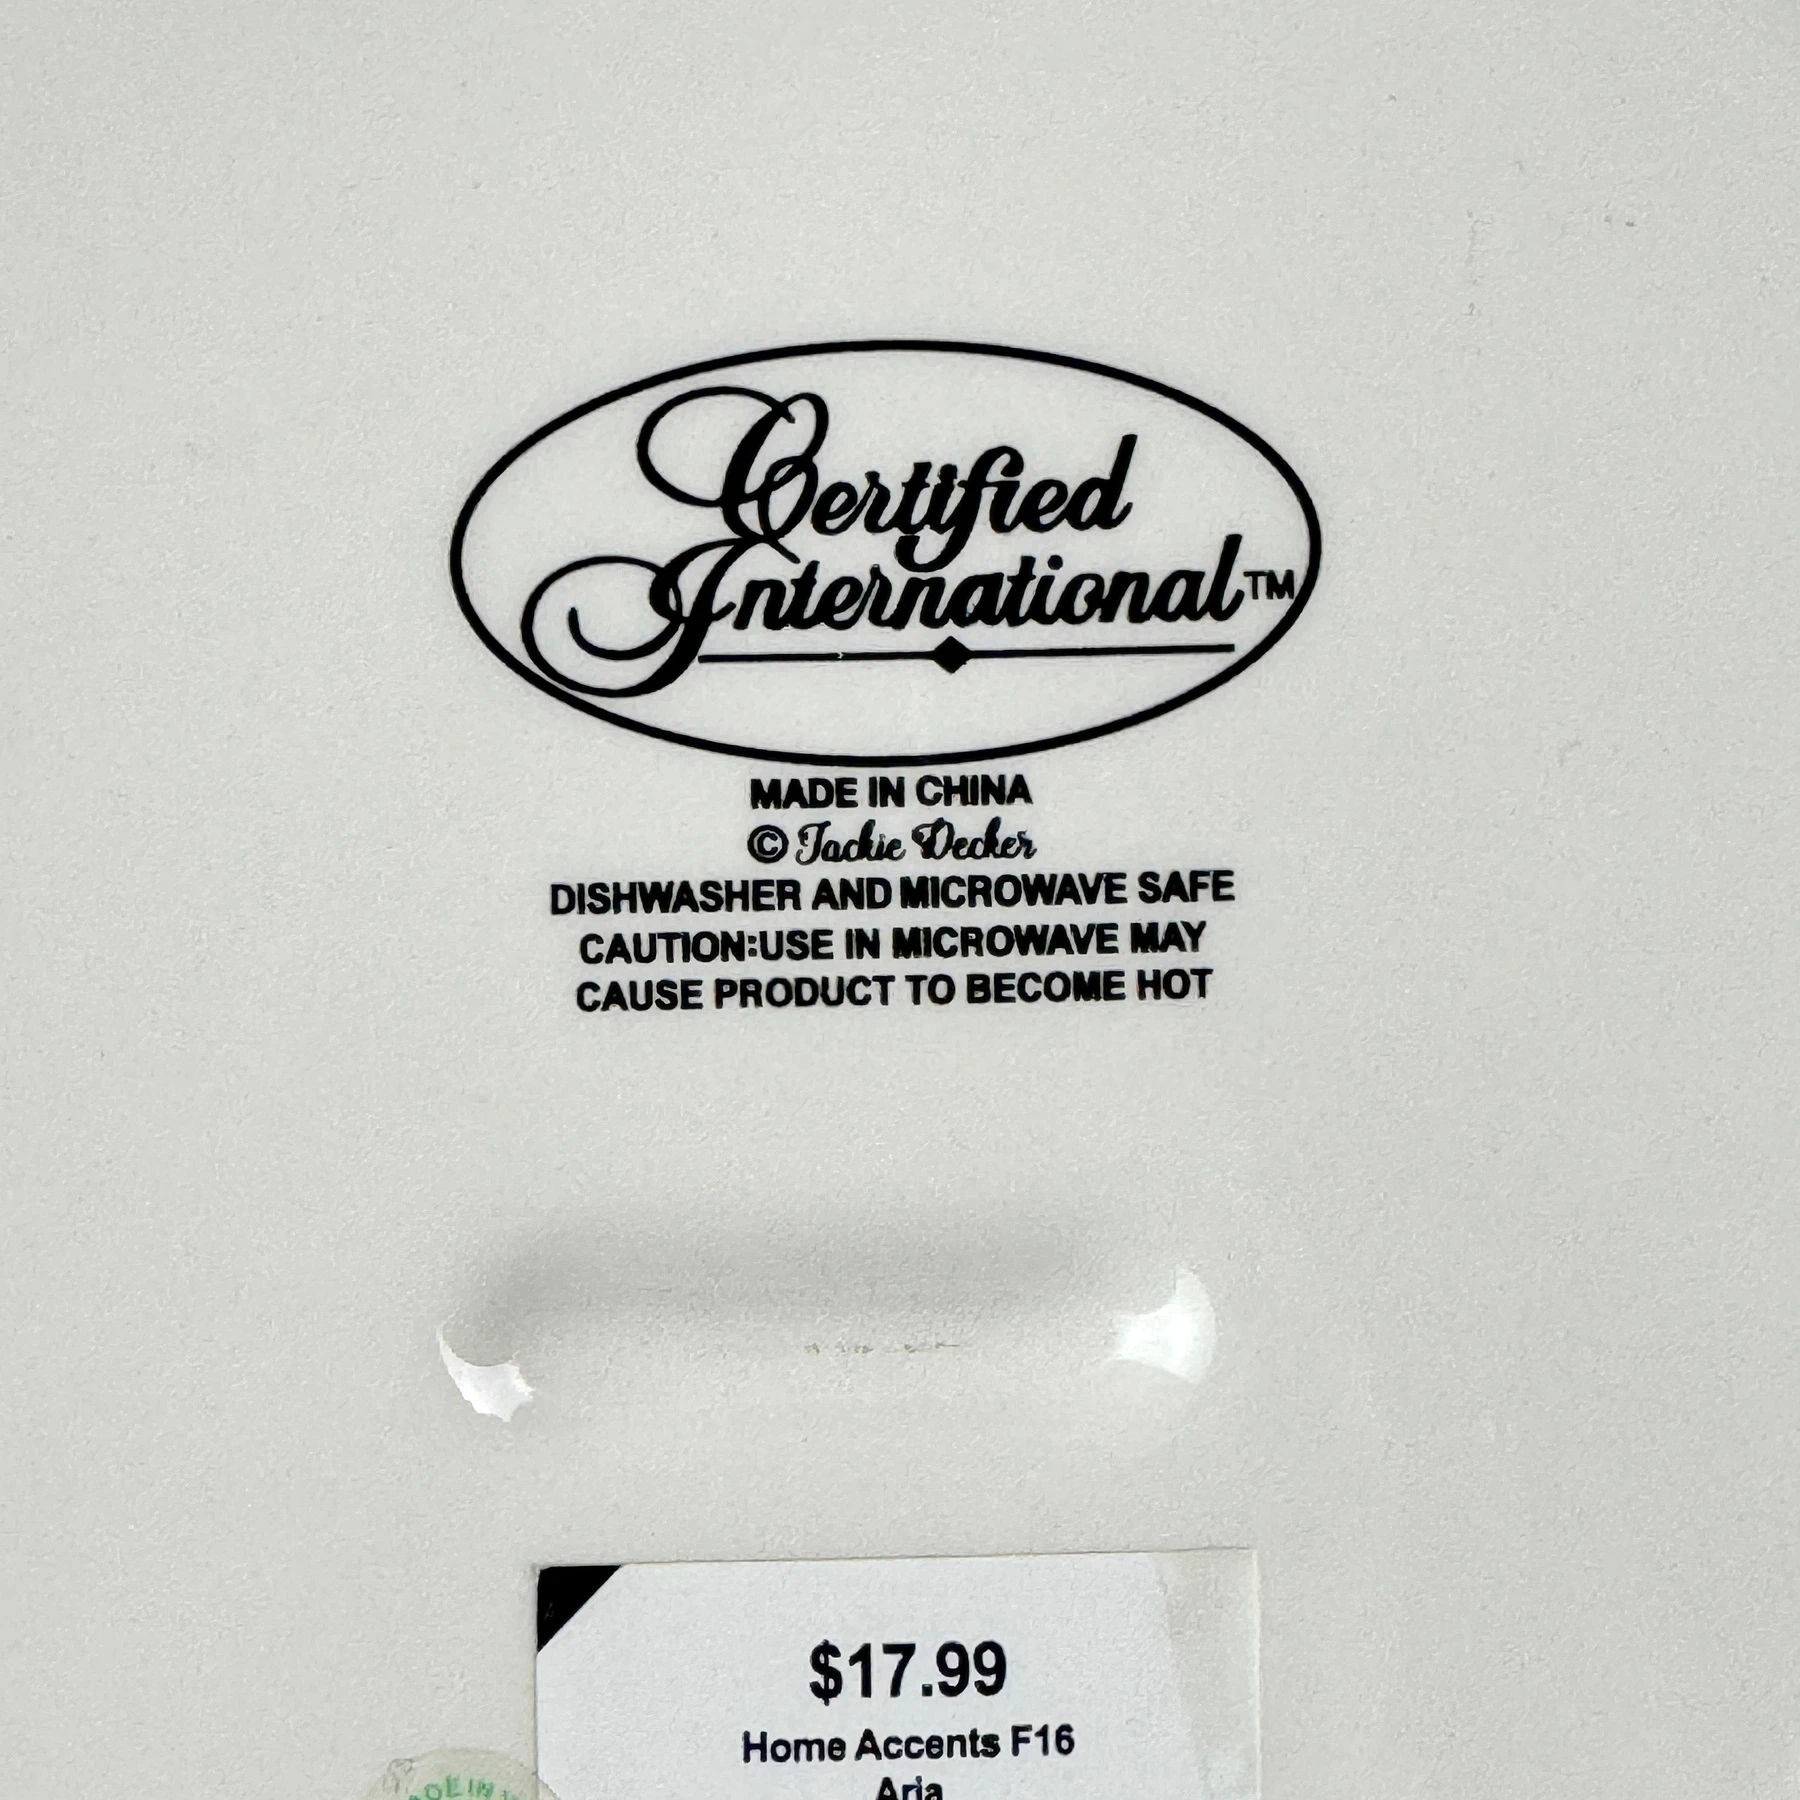 Certified
International™
MADE IN CHINA
© Jackie Decker
DISHWASHER AND MICROWAVE SAFE
CAUTION:USE IN MICROWAVE MAY
CAUSE PRODUCT TO BECOME HOT
$17.99
Home Accents F16
Aria